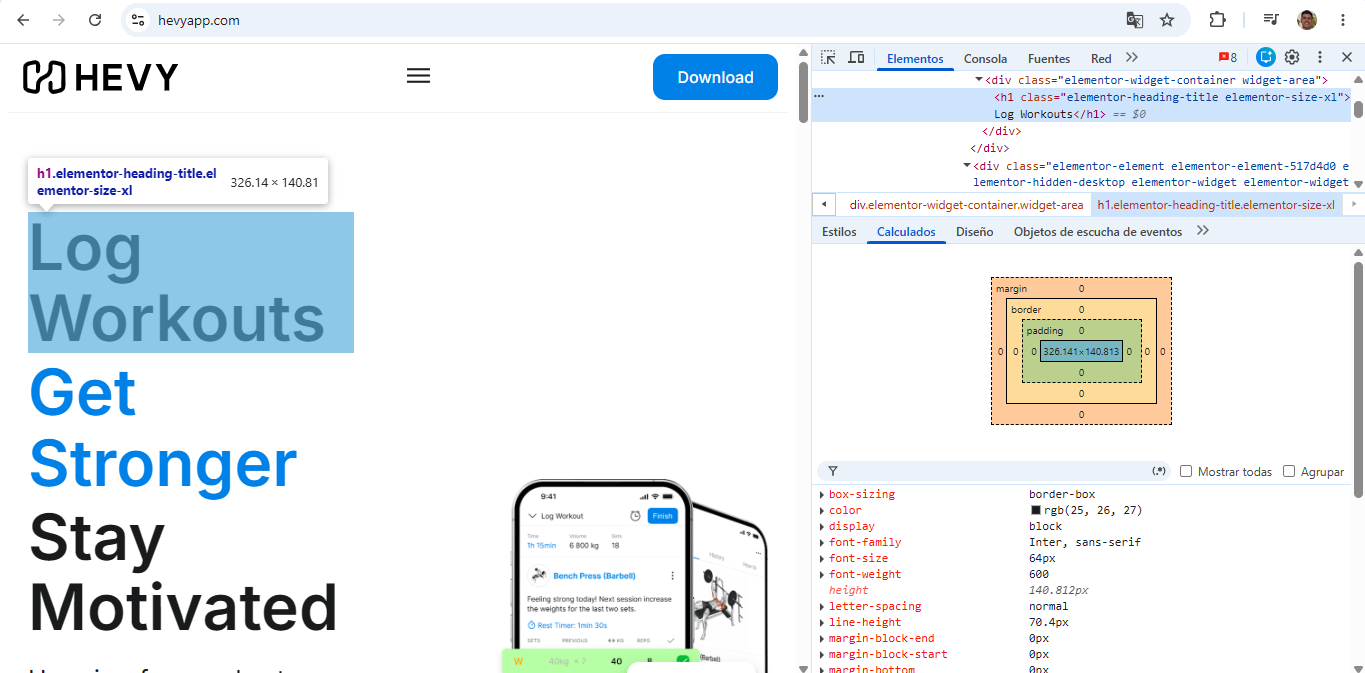 hevyapp.com
HEVY
Download
h1.elementor-heading-title.el
ementor-size-xl
326.14 × 140.81
Log
Workouts
Get
Stronger
Stay
Motivated
9:41
Log Workout
Finish
Time
Volume
Sets
1h 15min
6 800 kg
18
Bench Press (Barbell)
Feeling strong today! Next session increase
the weights for the last two sets.
Rest Timer: 1min 30s
SETS
PREVIOUS
KG
REPS
W
40kg × 7
40
8
History
(Barbell)
Elementos
Consola
Fuentes
Red
8
<div class="elementor-widget-container widget-area">
<h1 class="elementor-heading-title elementor-size-xl">
Log Workouts</h1> == $0
</div>
</div>
<div class="elementor-element elementor-element-517d4d0 e
lementor-hidden-desktop elementor-widget elementor-widget
div.elementor-widget-container.widget-area
h1.elementor-heading-title.elementor-size-xl
Estilos
Calculados
Diseño
Objetos de escucha de eventos
margin
0
border
0
padding
0
0
0
0
326.141×140.813
0
0
0
0
0
0
(.*)
Mostrar todas
Agrupar
box-sizing
border-box
color
rgb(25, 26, 27)
display
block
font-family
Inter, sans-serif
font-size
64px
font-weight
600
height
140.812px
letter-spacing
normal
line-height
70.4px
margin-block-end
0px
margin-block-start
0px
margin-bottom
0px